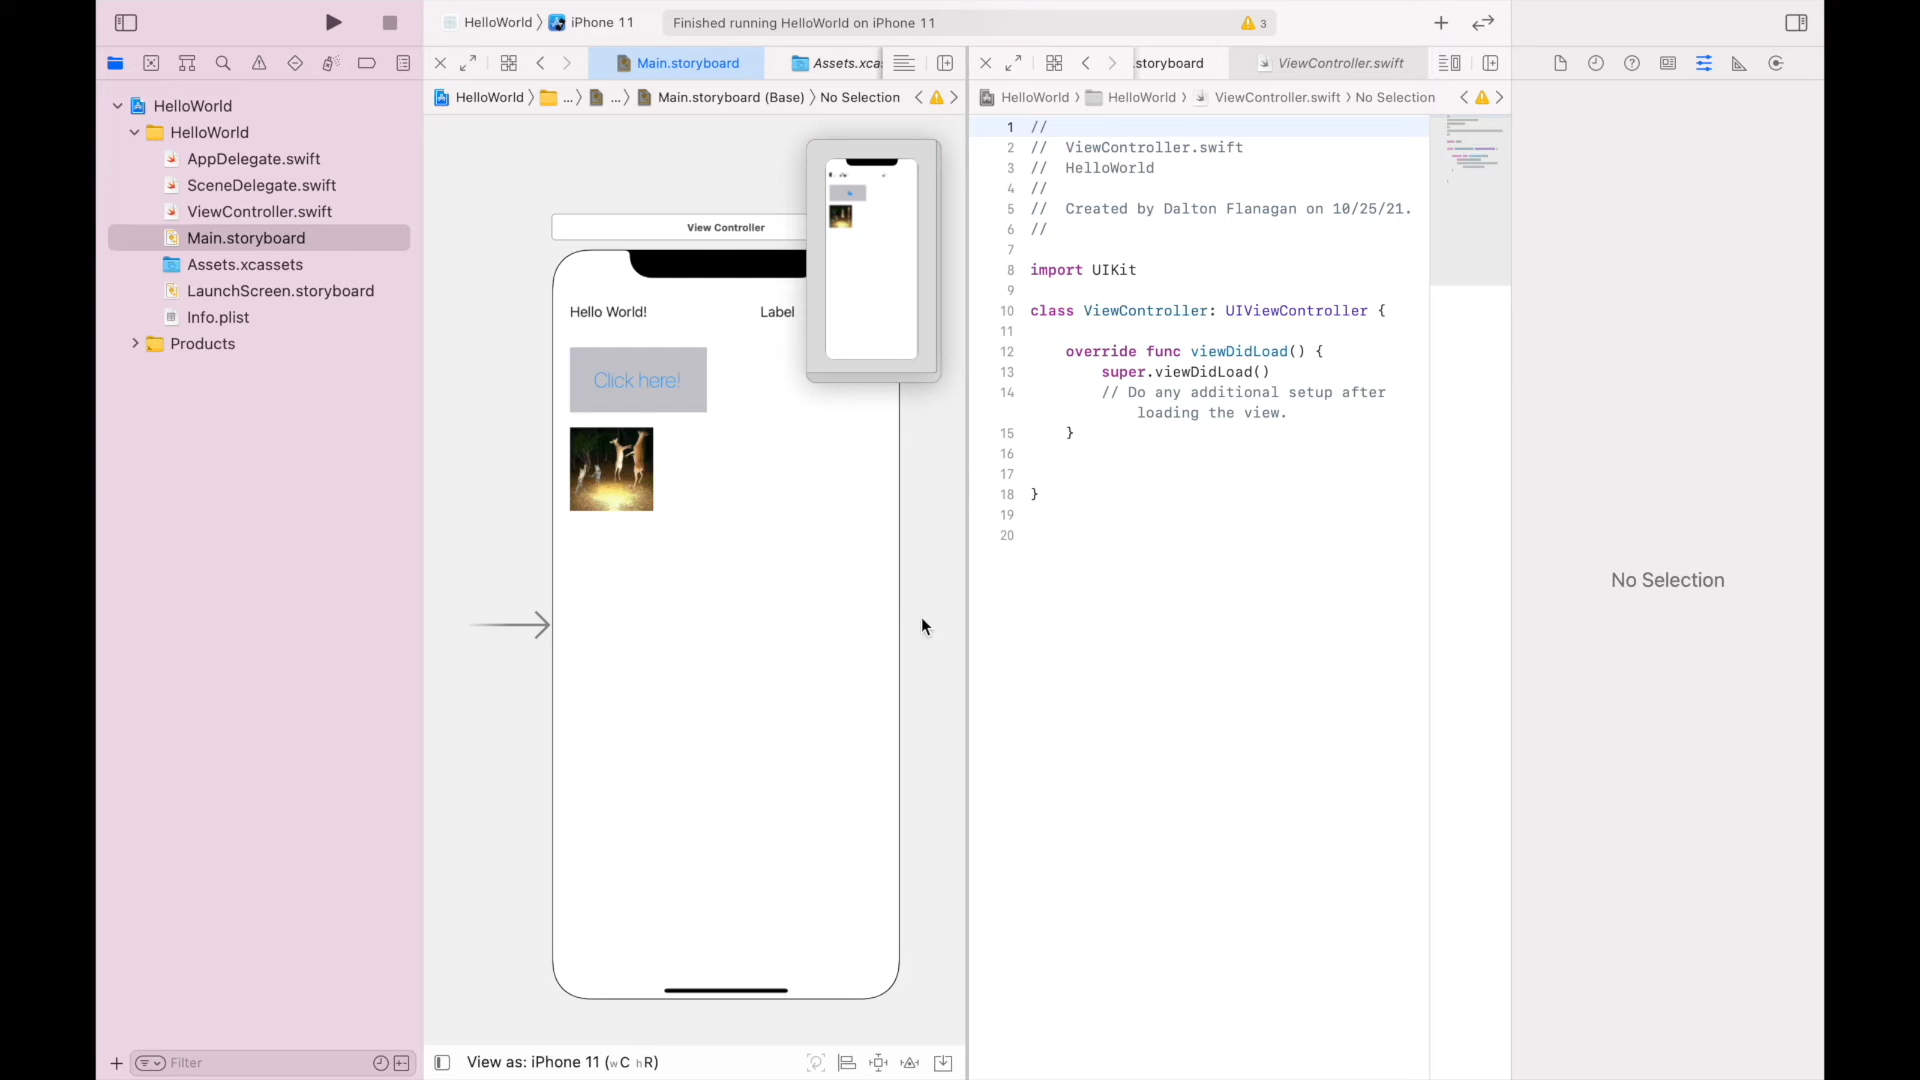 HelloWorld 〉 iPhone 11
Finished running HelloWorld on iPhone 11
3
Main.storyboard
Assets.xca
.storyboard
ViewController.swift
HelloWorld 〉 ... 〉 ... 〉 Main.storyboard (Base) 〉 No Selection
HelloWorld 〉 HelloWorld 〉 ViewController.swift 〉 No Selection
HelloWorld
HelloWorld
AppDelegate.swift
SceneDelegate.swift
ViewController.swift
Main.storyboard
Assets.xcassets
LaunchScreen.storyboard
Info.plist
Products
Filter
View Controller
Hello World!
Label
Click here!
View as: iPhone 11 (wC hR)
1 //
2 //  ViewController.swift
3 //  HelloWorld
4 //
5 //  Created by Dalton Flanagan on 10/25/21.
6 //
7
8 import UIKit
9
10 class ViewController: UIViewController {
11
12     override func viewDidLoad() {
13         super.viewDidLoad()
14         // Do any additional setup after
loading the view.
15     }
16
17
18 }
19
20
No Selection